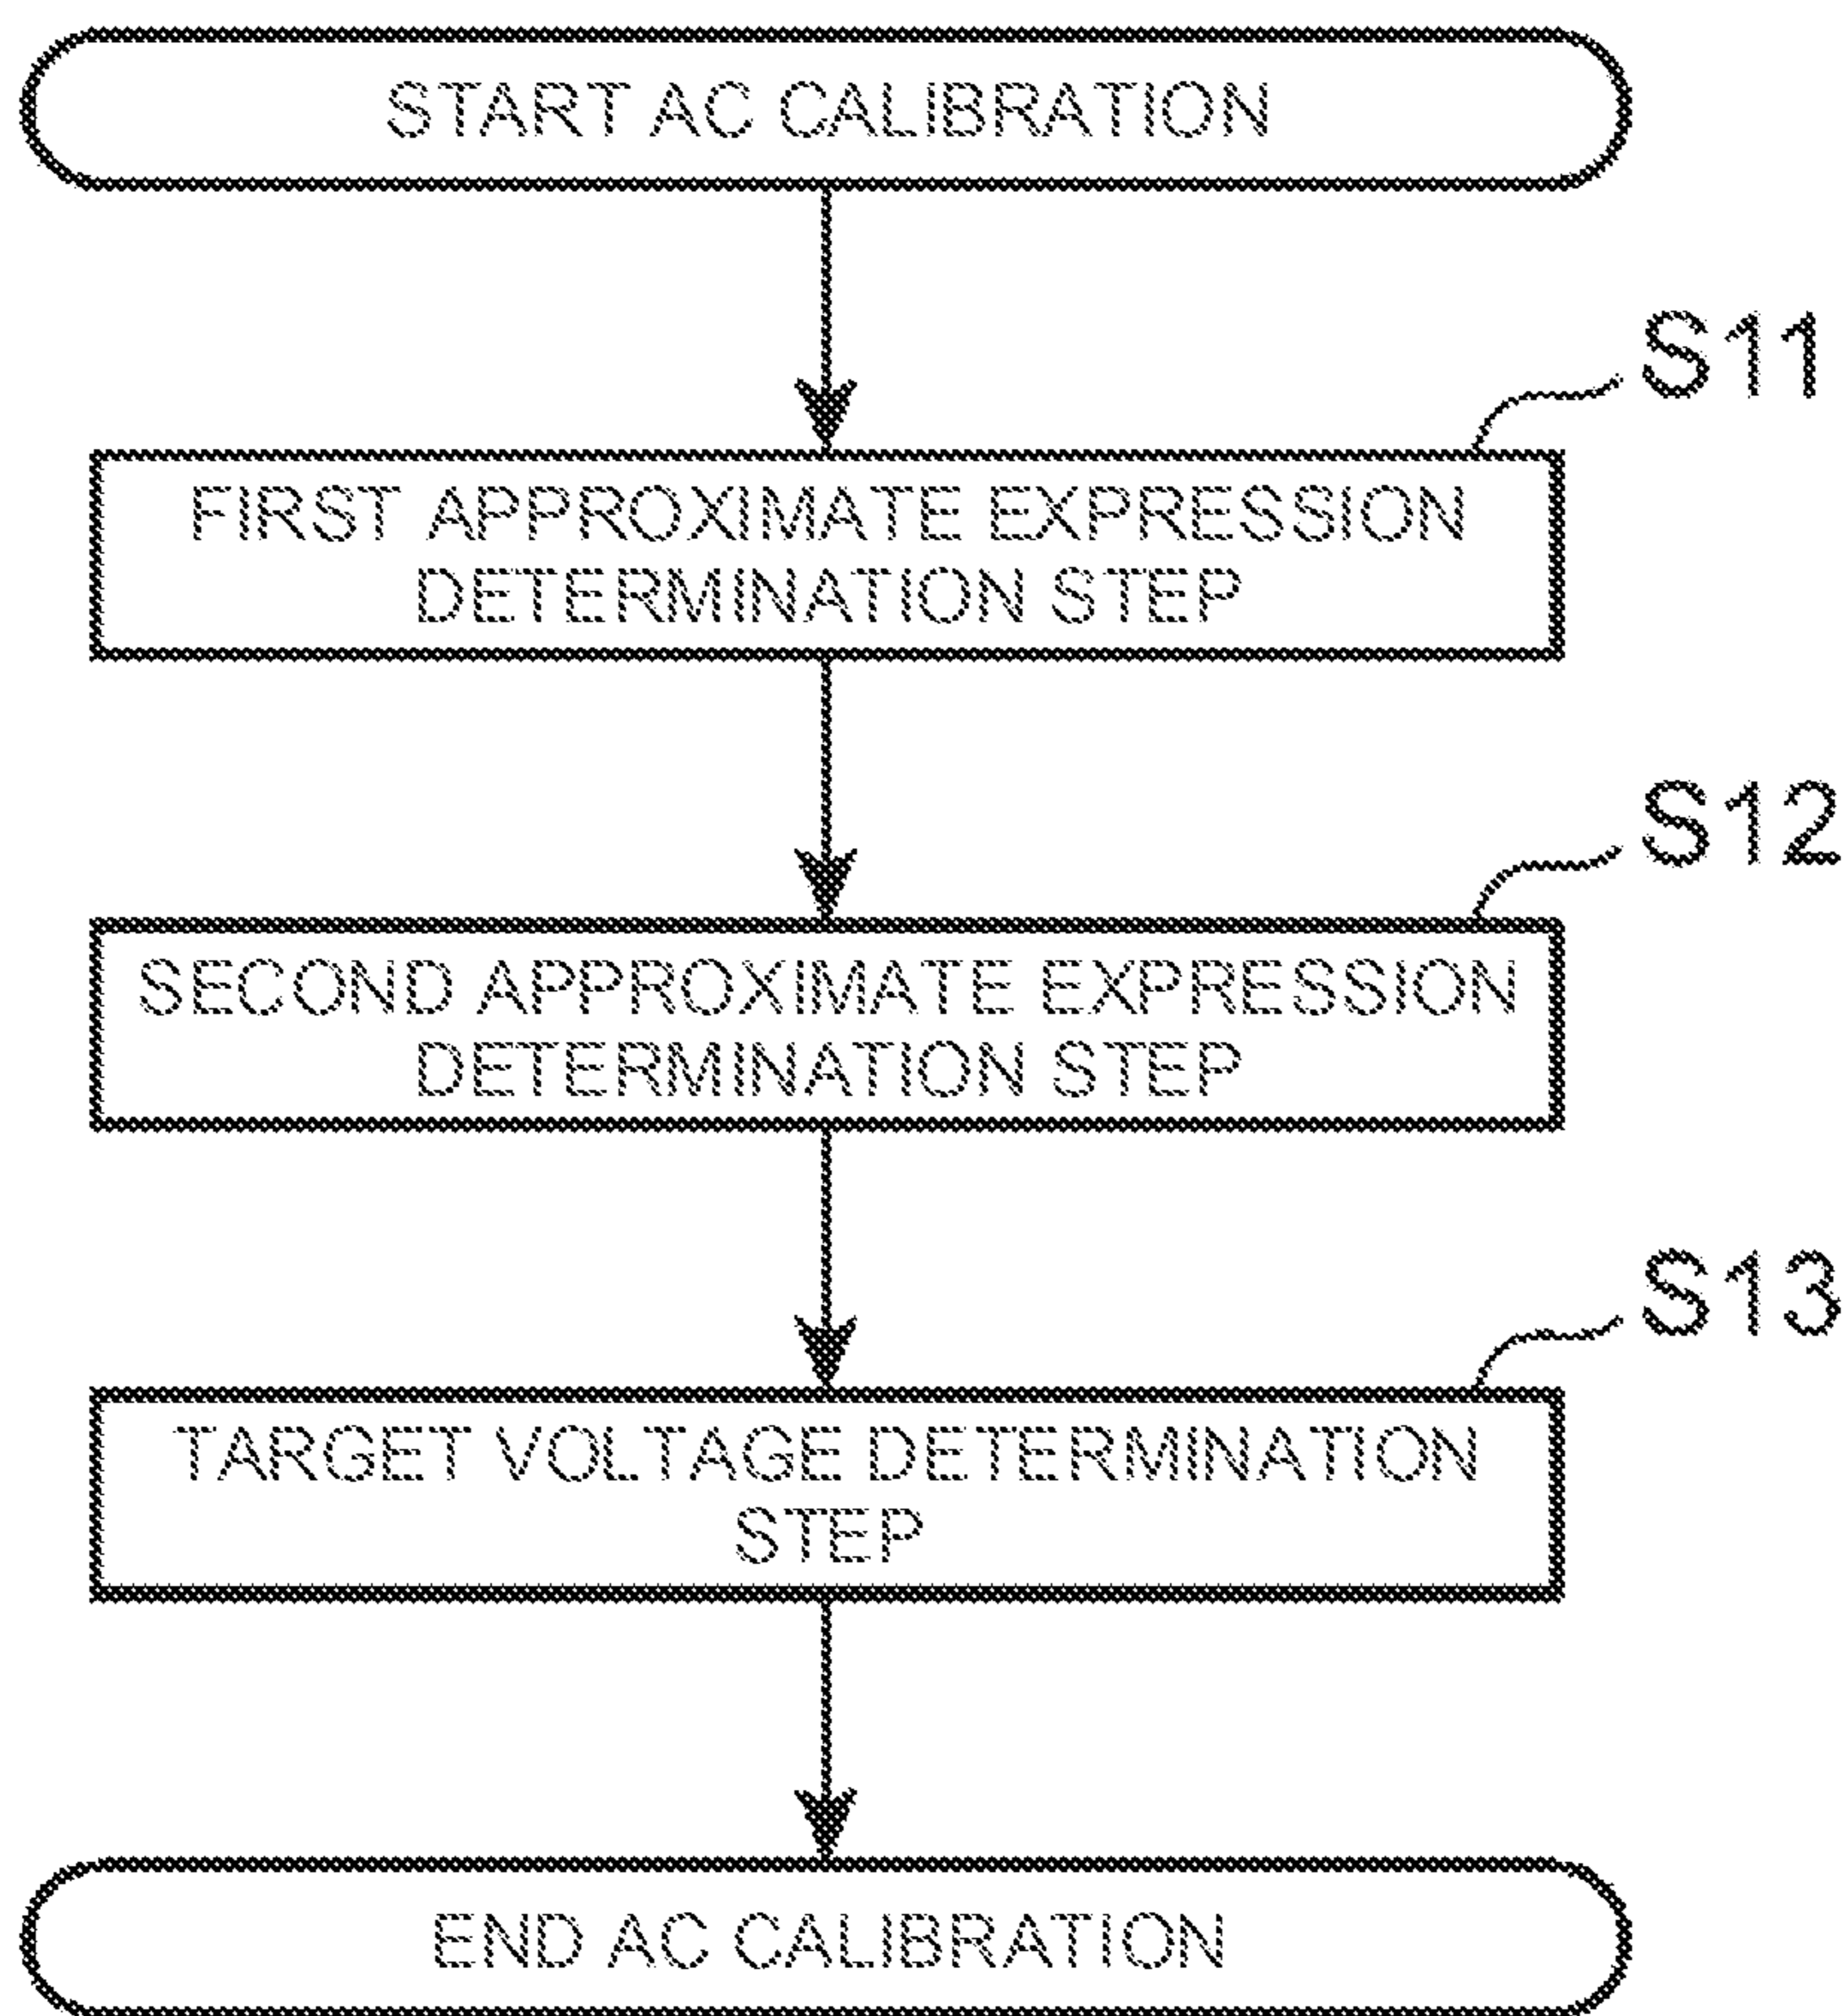 START AC CALIBRATION
S11
FIRST APPROXIMATE EXPRESSION
DETERMINATION STEP
S12
SECOND APPROXIMATE EXPRESSION
DETERMINATION STEP
S13
TARGET VOLTAGE DETERMINATION
STEP
END AC CALIBRATION